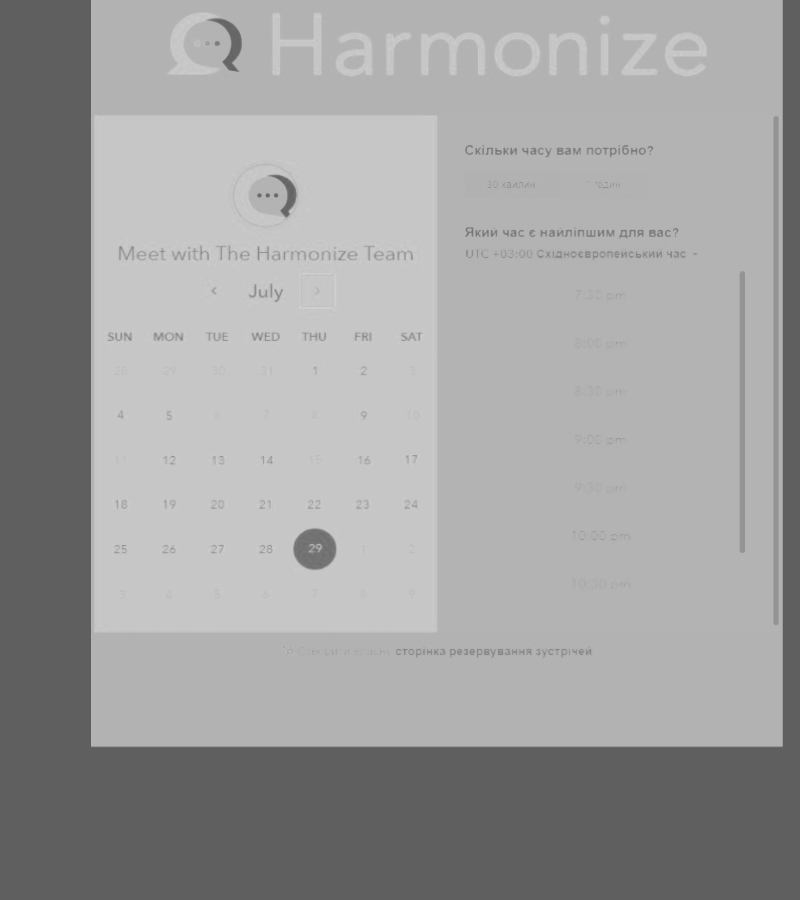 Harmonize
Meet with The Harmonize Team
July
SUN MON TUE WED THU FRI SAT
28 29 30 31 1 2 3
4 5 6 7 8 9 10
11 12 13 14 15 16 17
18 19 20 21 22 23 24
25 26 27 28 29 1 2
3 4 5 6 7 8 9
Скільки часу вам потрібно?
30 хвилин годин
Який час є найліпшим для вас?
UTC +03:00 Східноєвропейський час
7:30 pm
8:00 pm
8:30 pm
9:00 pm
9:30 pm
10:00 pm
10:30 pm
сторінка резервування зустрічей